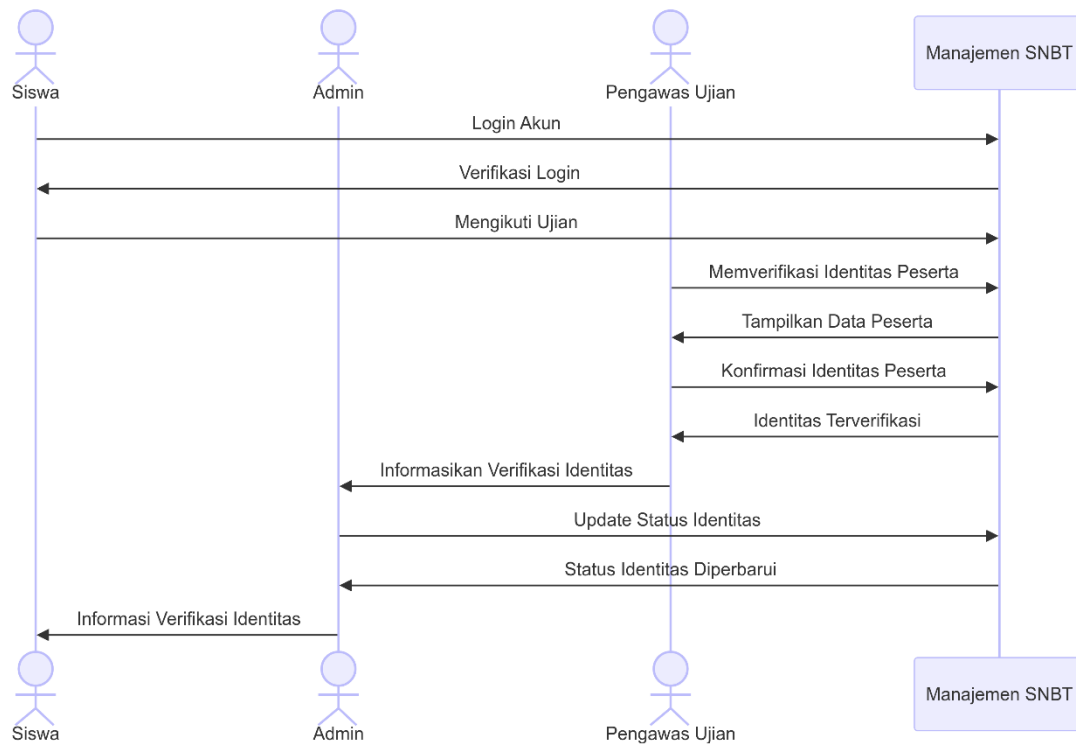 Manajemen SNBT
Siswa
Admin
Pengawas Ujian
Login Akun
Verifikasi Login
Mengikuti Ujian
Memverifikasi Identitas Peserta
Tampilkan Data Peserta
Konfirmasi Identitas Peserta
Identitas Terverifikasi
Informasikan Verifikasi Identitas
Update Status Identitas
Status Identitas Diperbarui
Informasi Verifikasi Identitas
Manajemen SNBT
Siswa
Admin
Pengawas Ujian